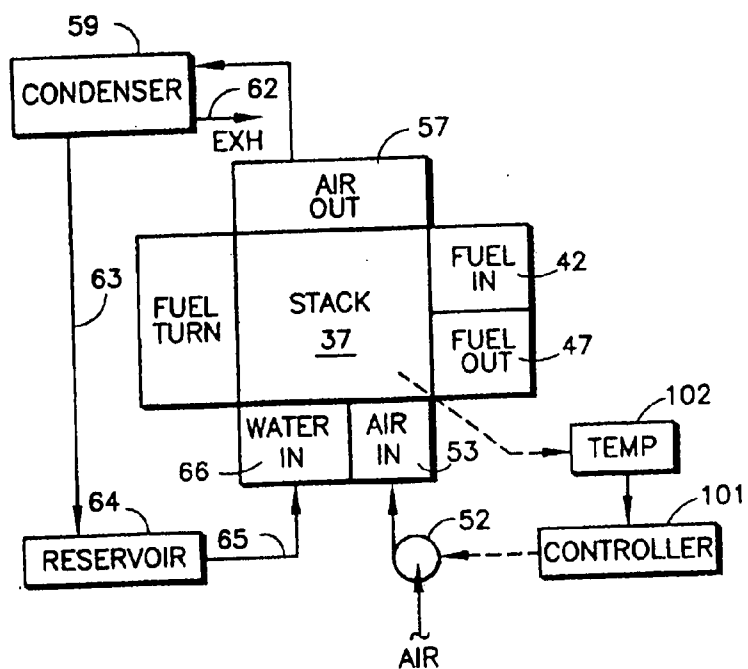 59
CONDENSER
62
EXH
57
AIR
OUT
63
FUEL
TURN
STACK
37
FUEL
IN
42
FUEL
OUT
47
WATER
IN
66
AIR
IN
53
102
TEMP
64
RESERVOIR
65
52
101
CONTROLLER
AIR